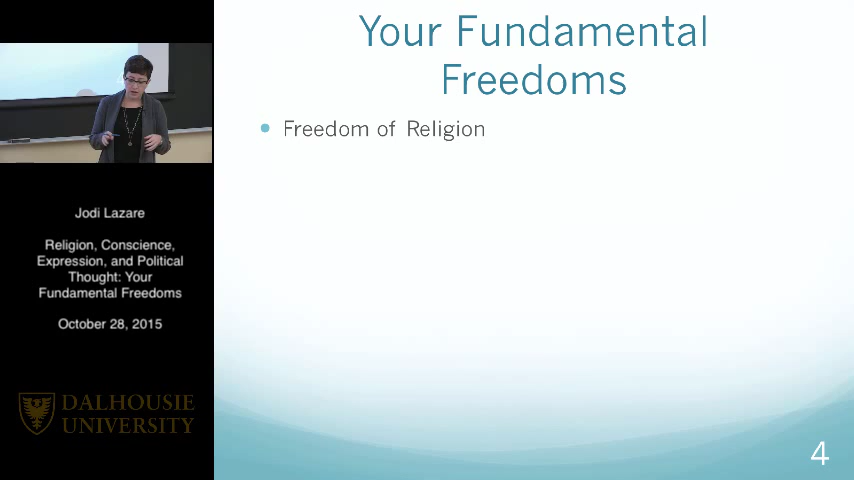 Your Fundamental
Freedoms
Freedom of Religion
Jodi Lazare
Religion, Conscience,
Expression, and Political
Thought: Your
Fundamental Freedoms
October 28, 2015
DALHOUSIE
UNIVERSITY
4